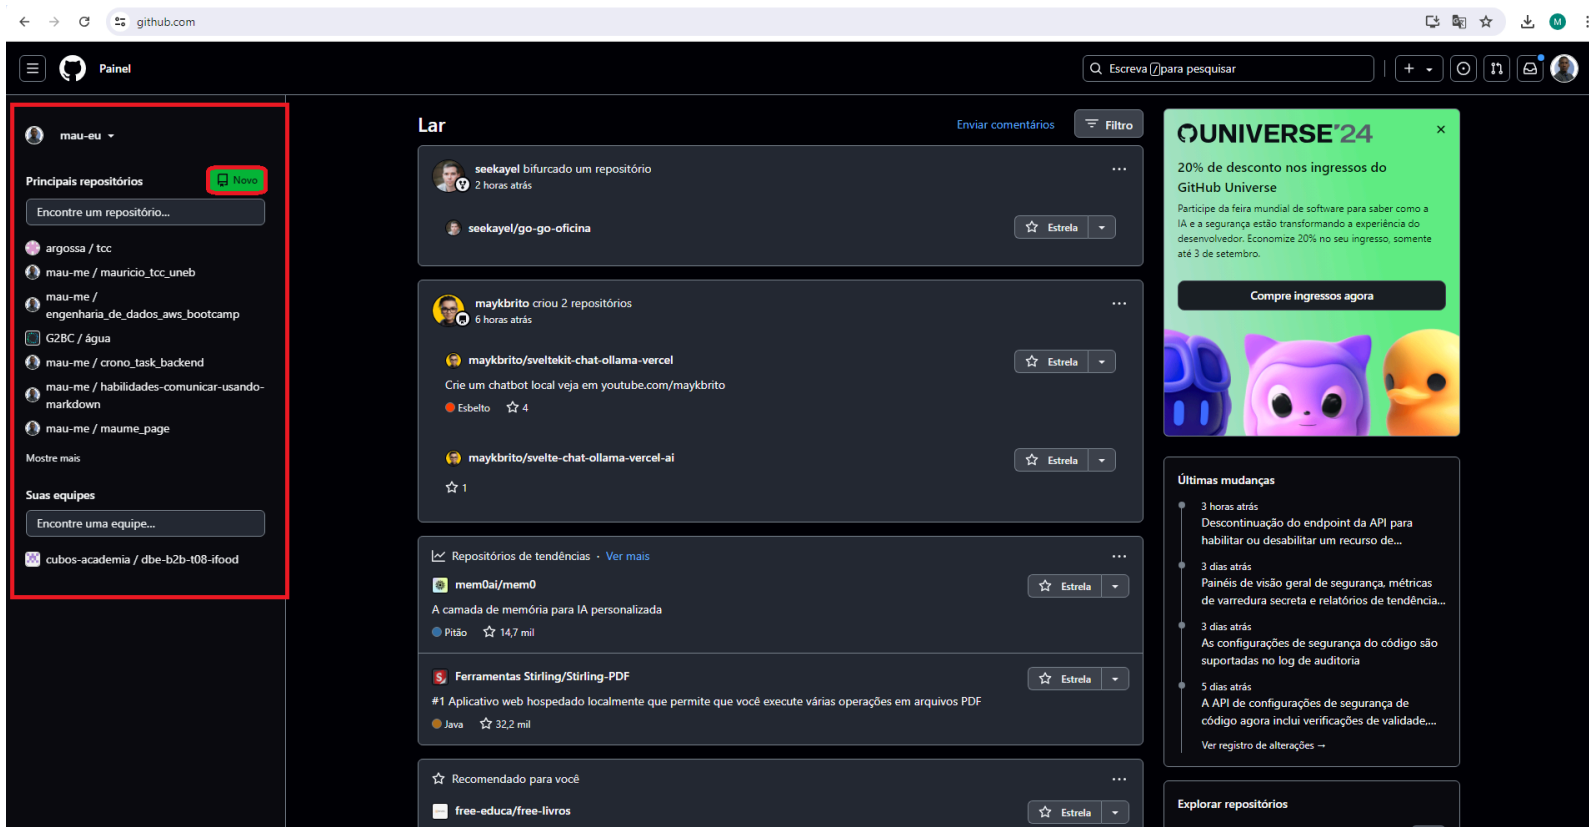 github.com
M
Painel
Escreva / para pesquisar
mau-eu
Principais repositórios
Novo
Encontre um repositório...
argossa / tcc
mau-me / mauricio_tcc_uneb
mau-me /
engenharia_de_dados_aws_bootcamp
G2BC / água
mau-me / crono_task_backend
mau-me / habilidades-comunicar-usando-
markdown
mau-me / maume_page
Mostre mais
Suas equipes
Encontre uma equipe...
cubos-academia / dbe-b2b-t08-ifood
Lar
Enviar comentários
Filtro
seekayel bifurcado um repositório
2 horas atrás
seekayel/go-go-oficina
Estrela
maykbrito criou 2 repositórios
6 horas atrás
maykbrito/sveltekit-chat-ollama-vercel
Estrela
Crie um chatbot local veja em youtube.com/maykbrito
Esbelto 4
maykbrito/svelte-chat-ollama-vercel-ai
Estrela
1
Repositórios de tendências · Ver mais
mem0ai/mem0
Estrela
A camada de memória para IA personalizada
Pitão 14,7 mil
Ferramentas Stirling/Stirling-PDF
Estrela
#1 Aplicativo web hospedado localmente que permite que você execute várias operações em arquivos PDF
Java 32,2 mil
Recomendado para você
free-educa/free-livros
Estrela
UNIVERSE'24
20% de desconto nos ingressos do
GitHub Universe
Participe da feira mundial de software para saber como a
IA e a segurança estão transformando a experiência do
desenvolvedor. Economize 20% no seu ingresso, somente
até 3 de setembro.
Compre ingressos agora
Últimas mudanças
3 horas atrás
Descontinuação do endpoint da API para
habilitar ou desabilitar um recurso de...
3 dias atrás
Painéis de visão geral de segurança, métricas
de varredura secreta e relatórios de tendência...
3 dias atrás
As configurações de segurança do código são
suportadas no log de auditoria
5 dias atrás
A API de configurações de segurança de
código agora inclui verificações de validade,...
Ver registro de alterações →
Explorar repositórios